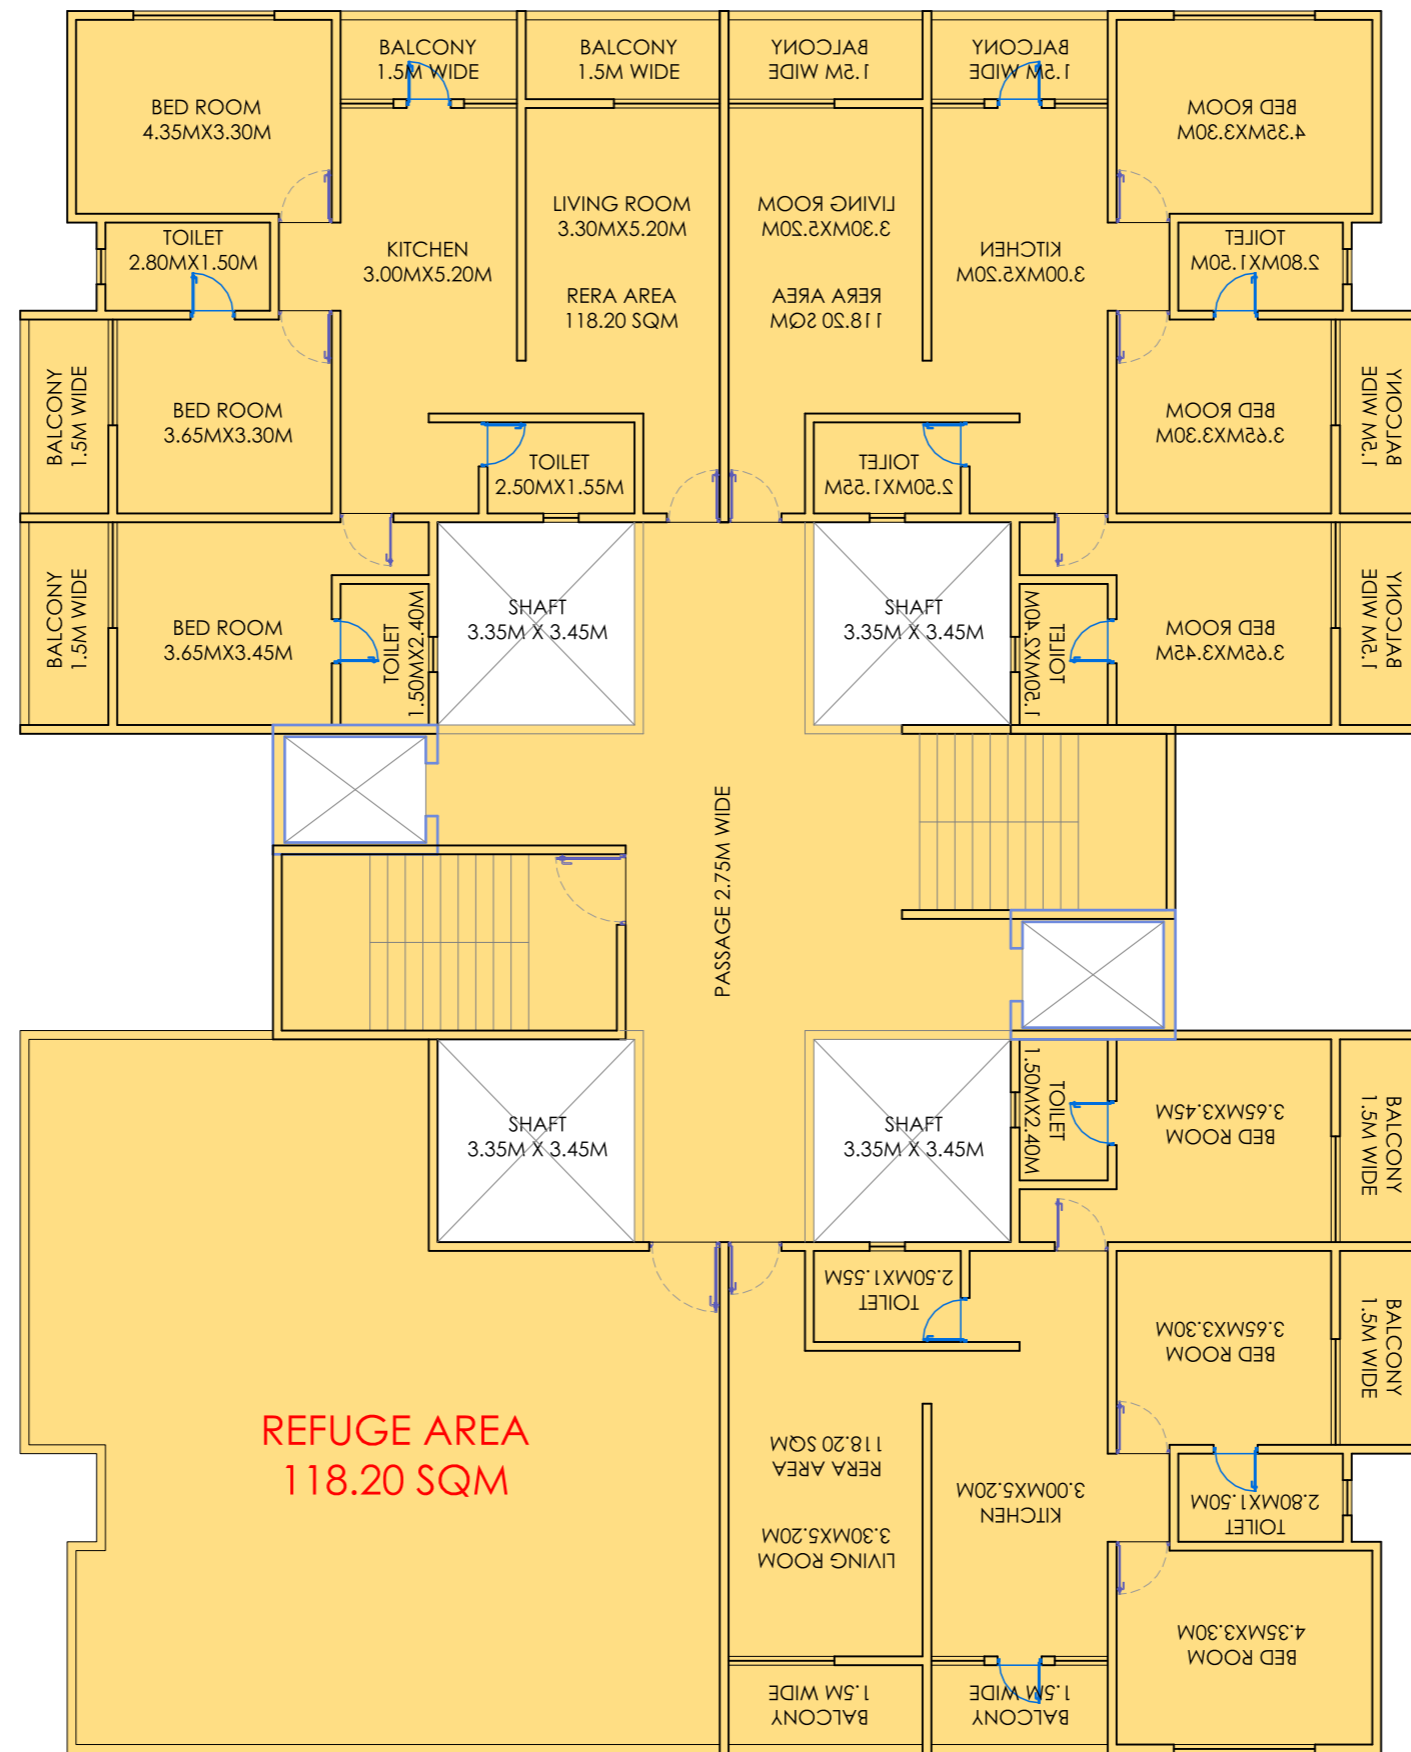 BALCONY
1.5M WIDE
BALCONY
1.5M WIDE
BALCONY
1.5M WIDE
BALCONY
1.5M WIDE
BED ROOM
4.35MX3.30M
BED ROOM
4.35MX3.30M
LIVING ROOM
3.30MX5.20M
LIVING ROOM
3.30MX5.20M
TOILET
2.80MX1.50M
KITCHEN
3.00MX5.20M
KITCHEN
3.00MX5.20M
TOILET
2.80MX1.50M
RERA AREA
118.20 SQM
RERA AREA
118.20 SQM
BALCONY
1.5M WIDE
BED ROOM
3.65MX3.30M
BED ROOM
3.65MX3.30M
BALCONY
1.5M WIDE
TOILET
2.50MX1.55M
TOILET
2.50MX1.55M
BALCONY
1.5M WIDE
BED ROOM
3.65MX3.45M
TOILET
1.50MX2.40M
SHAFT
3.35M X 3.45M
SHAFT
3.35M X 3.45M
TOILET
1.50MX2.40M
BED ROOM
3.65MX3.45M
BALCONY
1.5M WIDE
PASSAGE 2.75M WIDE
SHAFT
3.35M X 3.45M
SHAFT
3.35M X 3.45M
TOILET
1.50MX2.40M
BED ROOM
3.65MX3.45M
BALCONY
1.5M WIDE
TOILET
2.50MX1.55M
BED ROOM
3.65MX3.30M
BALCONY
1.5M WIDE
REFUGE AREA
118.20 SQM
RERA AREA
118.20 SQM
KITCHEN
3.00MX5.20M
TOILET
2.80MX1.50M
LIVING ROOM
3.30MX5.20M
BED ROOM
4.35MX3.30M
BALCONY
1.5M WIDE
BALCONY
1.5M WIDE